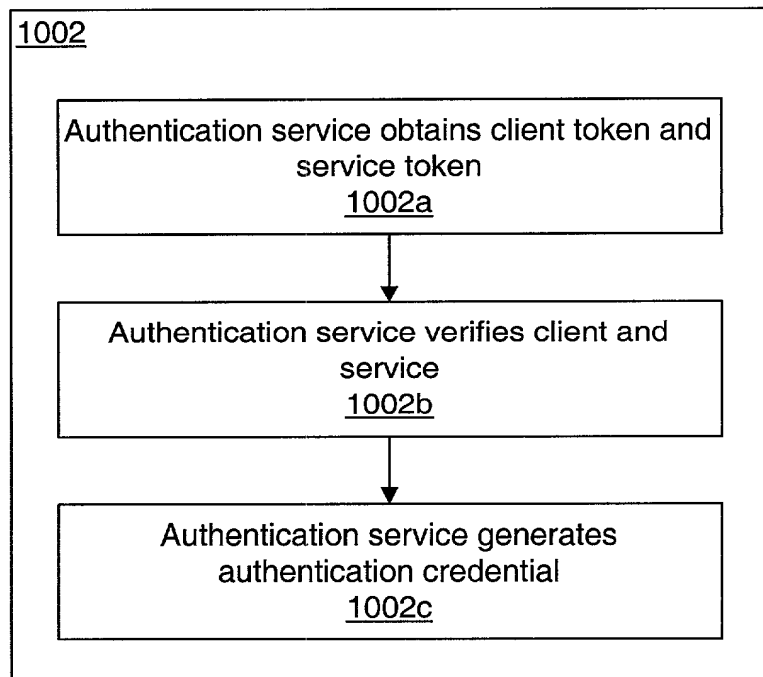 1002
Authentication service obtains client token and
service token
1002a
Authentication service verifies client and
service
1002b
Authentication service generates
authentication credential
1002c